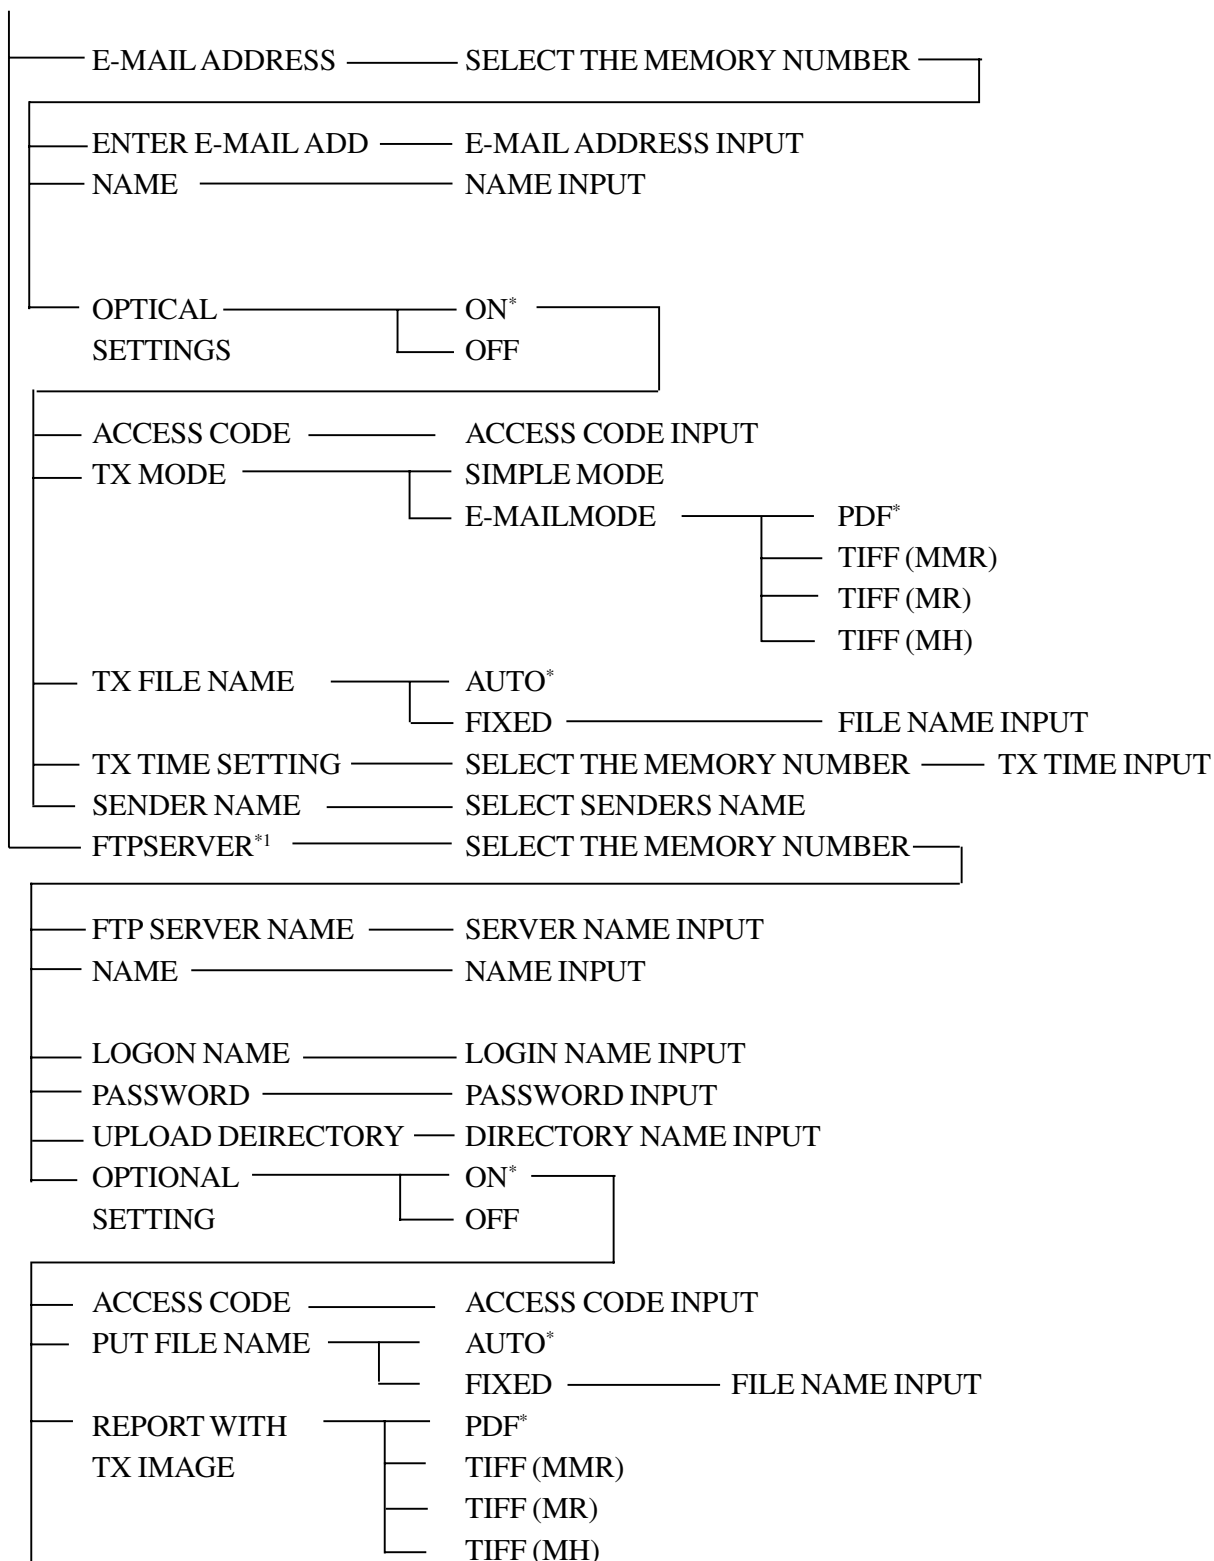 E-MAIL ADDRESS SELECT THE MEMORY NUMBER
ENTER E-MAIL ADD E-MAIL ADDRESS INPUT
NAME NAME INPUT
OPTICAL ON*
SETTINGS OFF
ACCESS CODE ACCESS CODE INPUT
TX MODE SIMPLE MODE
E-MAILMODE PDF*
TIFF (MMR)
TIFF (MR)
TIFF (MH)
TX FILE NAME AUTO*
FIXED FILE NAME INPUT
TX TIME SETTING SELECT THE MEMORY NUMBER TX TIME INPUT
SENDER NAME SELECT SENDERS NAME
FTPSERVER*1 SELECT THE MEMORY NUMBER
FTP SERVER NAME SERVER NAME INPUT
NAME NAME INPUT
LOGON NAME LOGIN NAME INPUT
PASSWORD PASSWORD INPUT
UPLOAD DEIRECTORY DIRECTORY NAME INPUT
OPTIONAL ON*
SETTING OFF
ACCESS CODE ACCESS CODE INPUT
PUT FILE NAME AUTO*
FIXED FILE NAME INPUT
REPORT WITH PDF*
TX IMAGE TIFF (MMR)
TIFF (MR)
TIFF (MH)